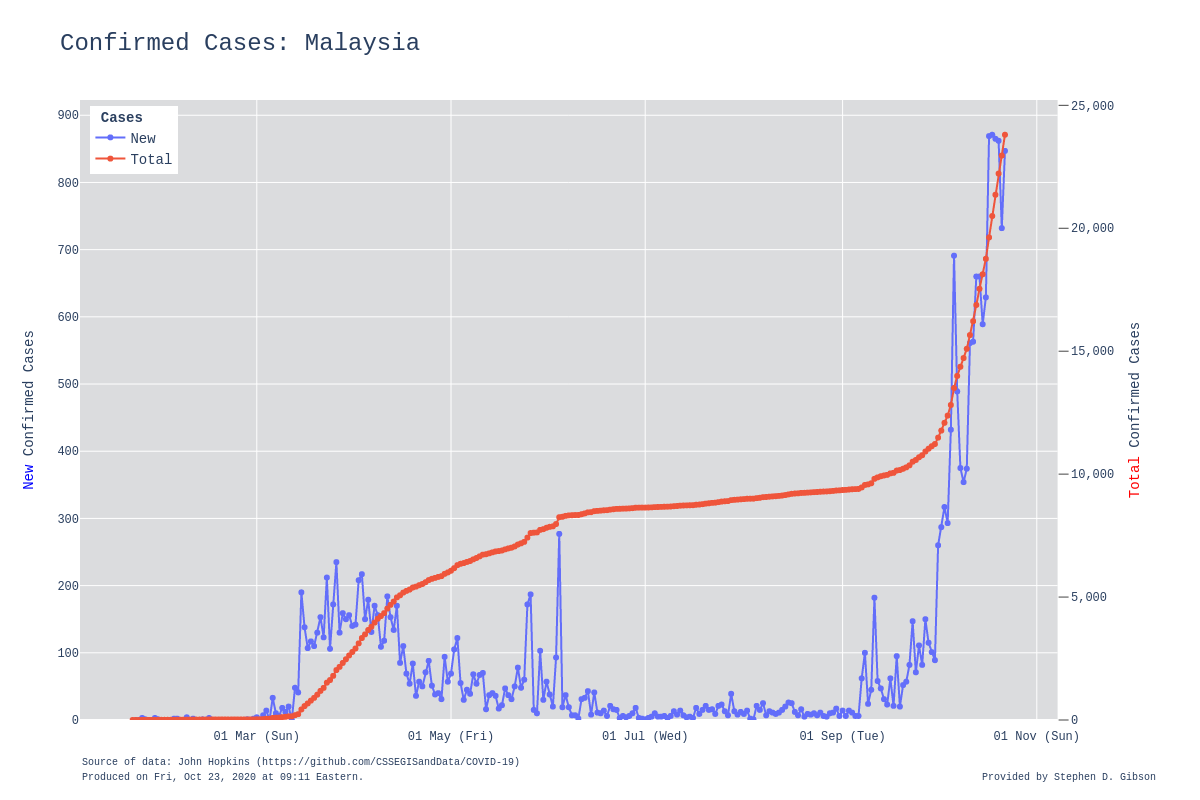 Confirmed Cases: Malaysia
Cases
New
Total
900
800
700
600
500
400
300
200
100
0
25,000
20,000
15,000
10,000
5,000
0
New Confirmed Cases
Total Confirmed Cases
01 Mar (Sun)
01 May (Fri)
01 Jul (Wed)
01 Sep (Tue)
01 Nov (Sun)
Source of data: John Hopkins (https://github.com/CSSEGISandData/COVID-19)
Produced on Fri, Oct 23, 2020 at 09:11 Eastern.
Provided by Stephen D. Gibson